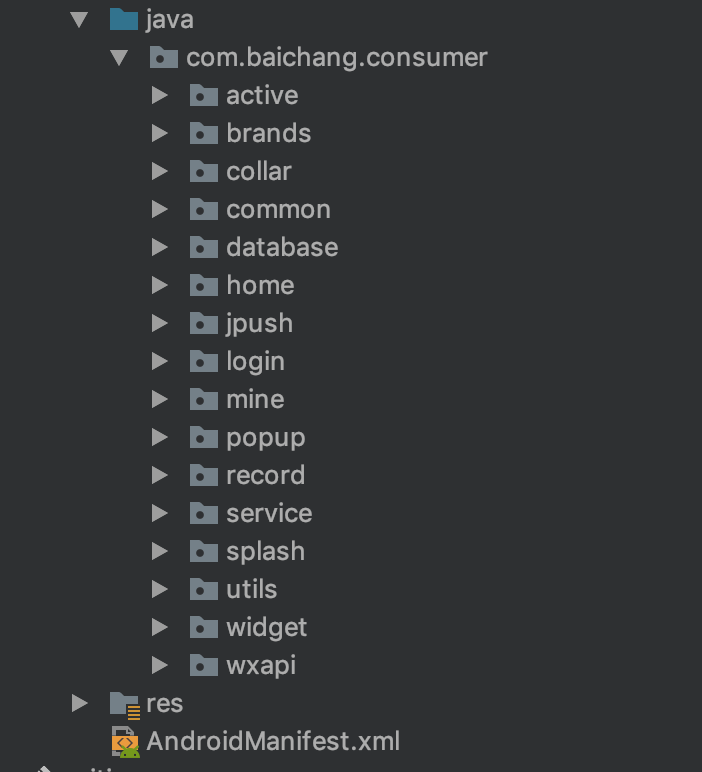 java
com.baichang.consumer
active
brands
collar
common
database
home
jpush
login
mine
popup
record
service
splash
utils
widget
wxapi
res
AndroidManifest.xml